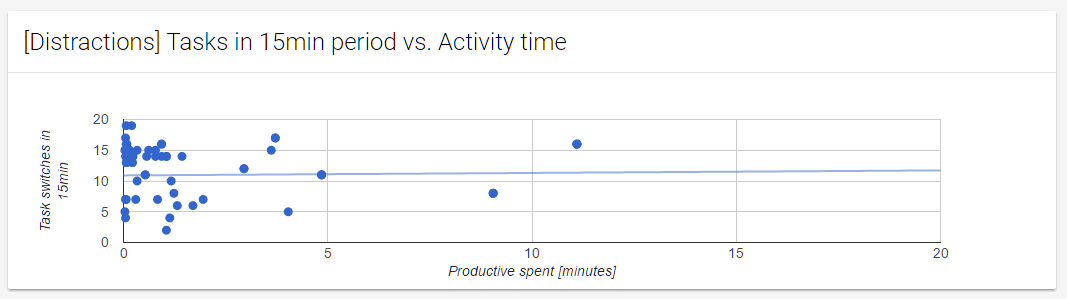 [Distractions] Tasks in 15min period vs. Activity time
Task switches in
15min
20
15
10
5
0
0 5 10 15 20
Productive spent [minutes]